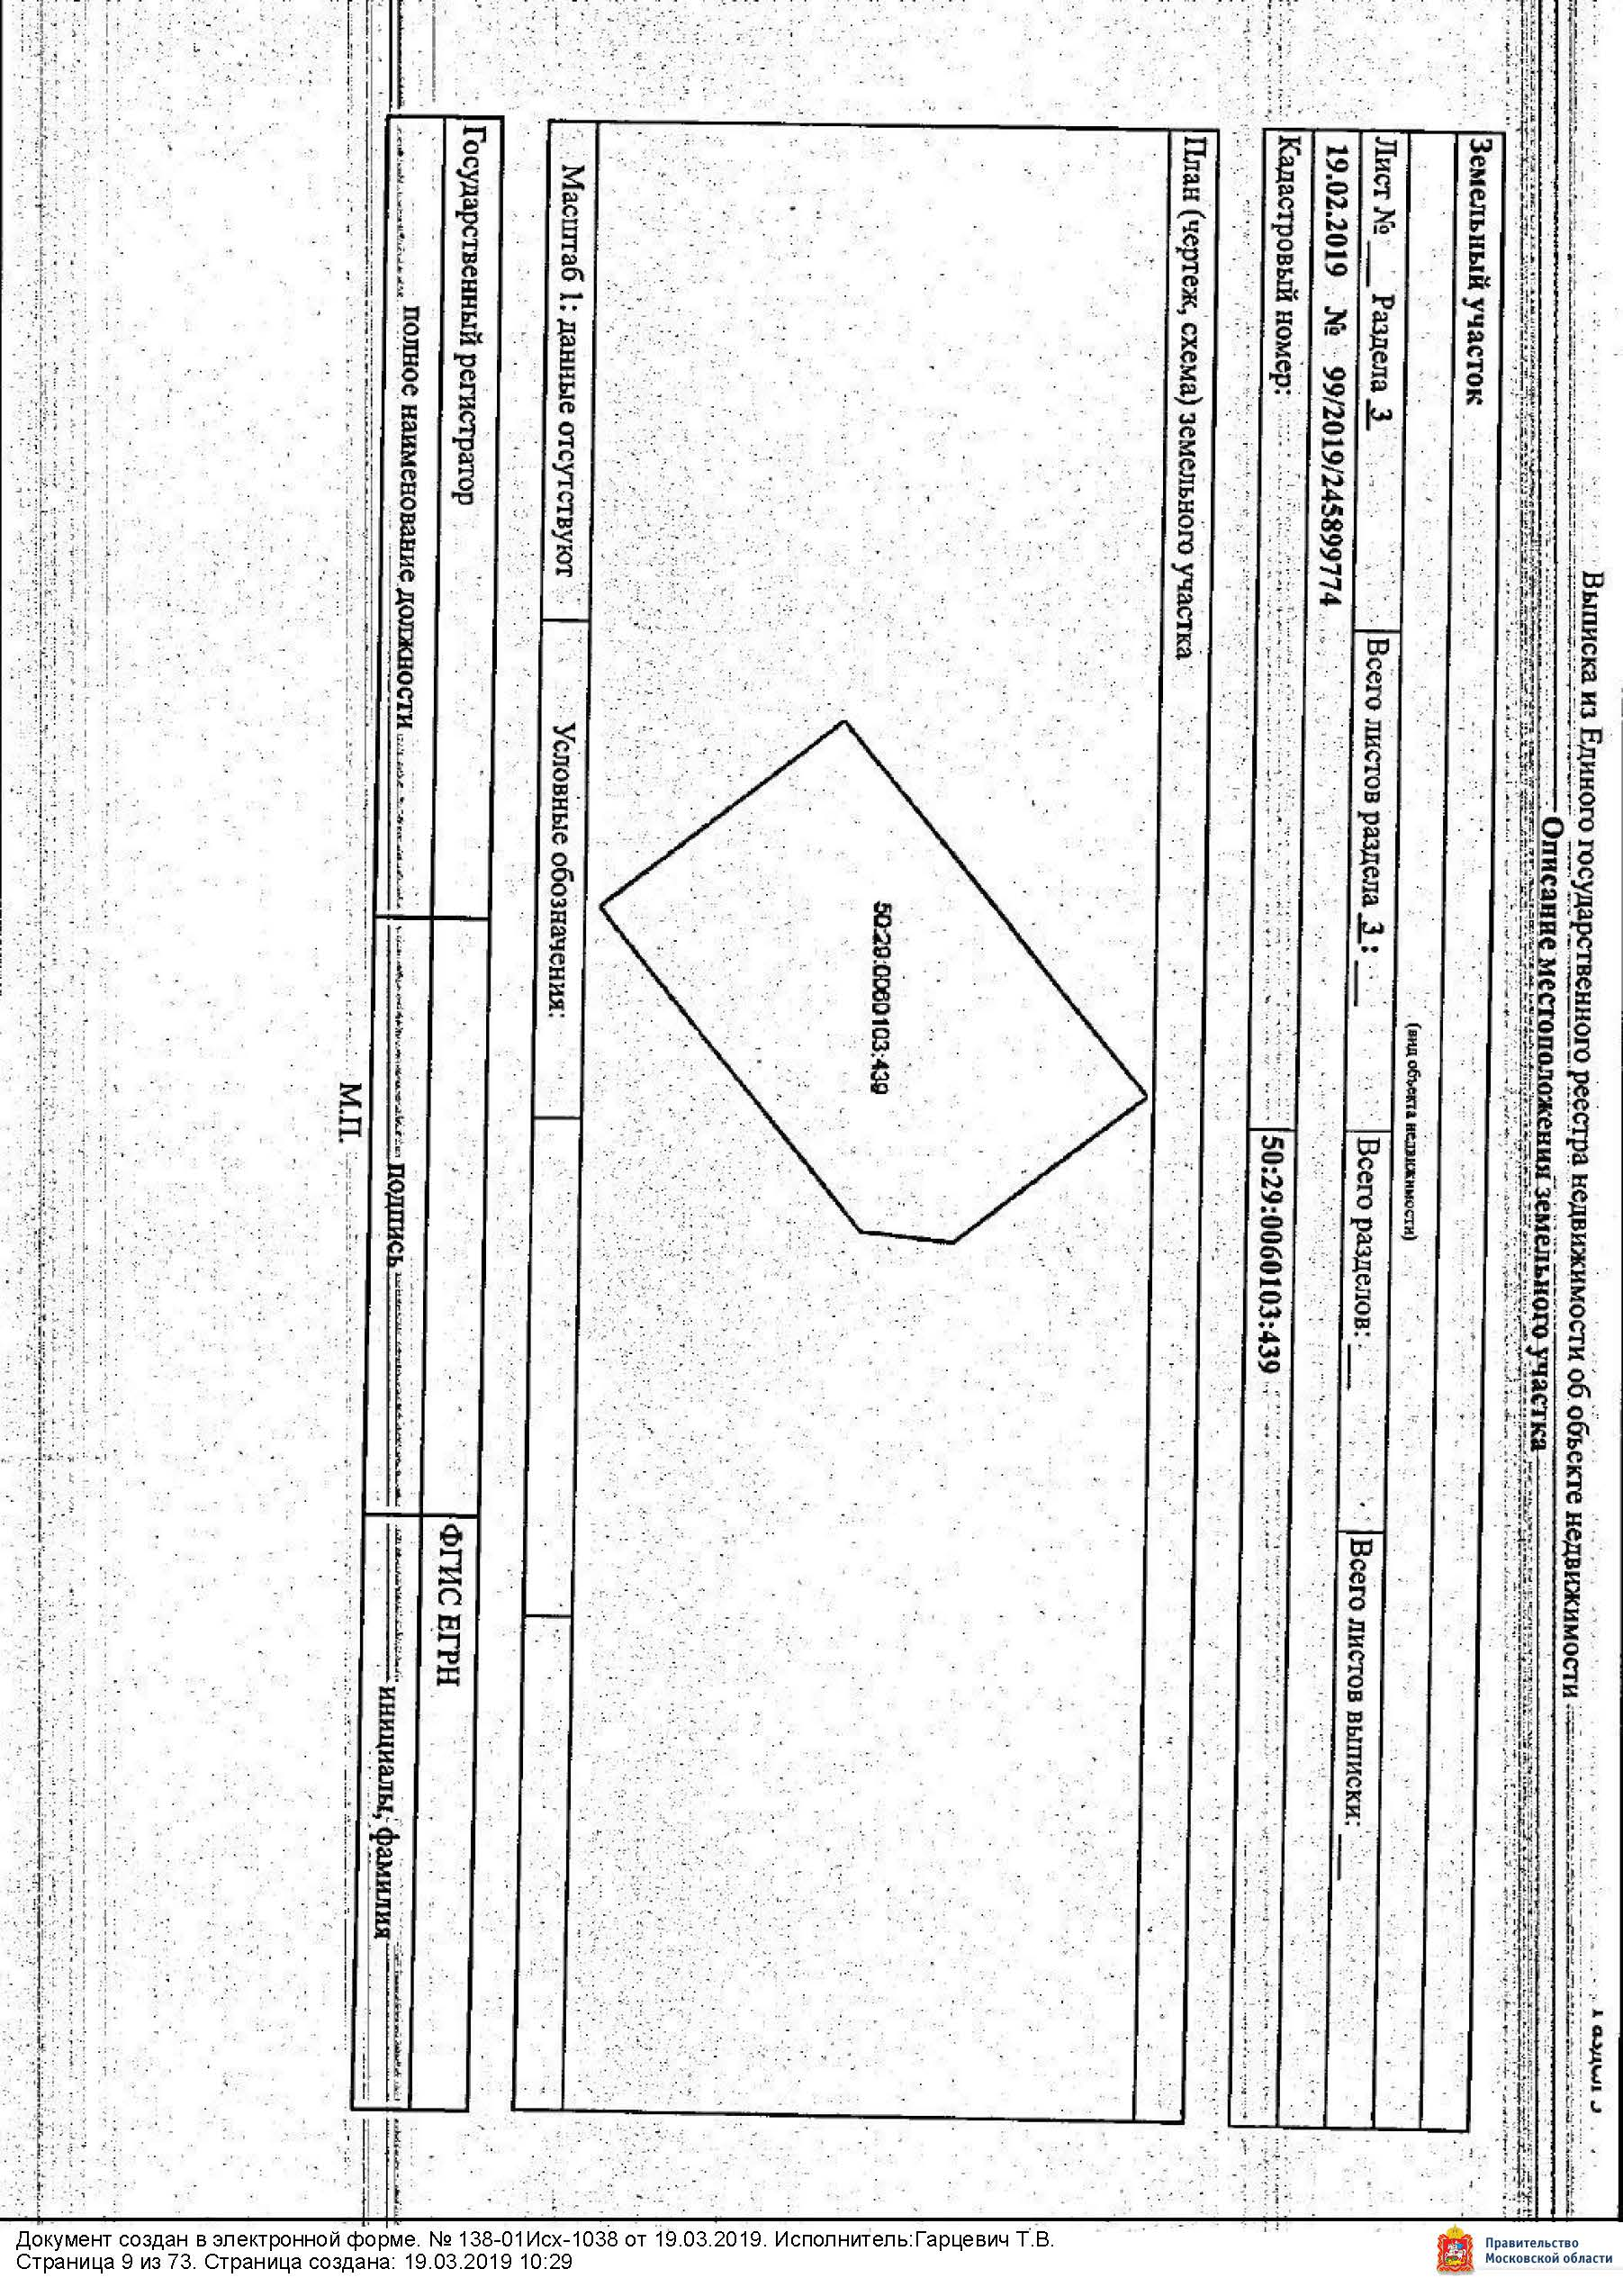 Раздел 3
Выписка из Единого государственного реестра недвижимости об объекте недвижимости
Описание местоположения земельного участка
Земельный участок
(вид объекта недвижимости)
Лист № ___ Раздела 3 Всего листов раздела 3 : ___ Всего разделов: ___ Всего листов выписки: ___
19.02.2019 № 99/2019/245899774
Кадастровый номер: 50:29:0060103:439
План (чертеж, схема) земельного участка
50:29:0060103:439
Масштаб 1: данные отсутствуют Условные обозначения:
Государственный регистратор ФГИС ЕГРН
полное наименование должности подпись инициалы, фамилия
М.П.
Документ создан в электронной форме. № 138-01Исх-1038 от 19.03.2019. Исполнитель:Гарцевич Т.В.
Страница 9 из 73. Страница создана: 19.03.2019 10:29
Правительство
Московской области